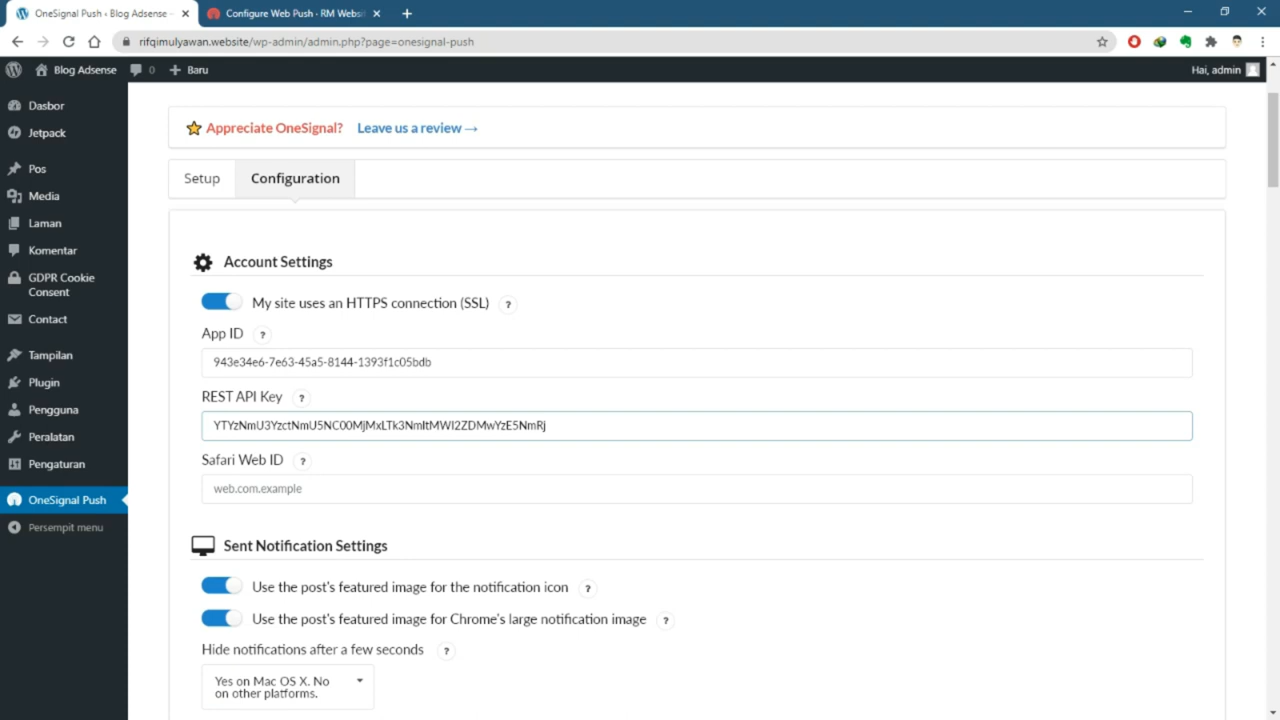 OneSignal Push ‹ Blog Adsense –
Configure Web Push · RM Websi
rifqimulyawan.website/wp-admin/admin.php?page=onesignal-push
Blog Adsense
0
Baru
Hai, admin
Dasbor
Jetpack
Pos
Media
Laman
Komentar
GDPR Cookie
Consent
Contact
Tampilan
Plugin
Pengguna
Peralatan
Pengaturan
OneSignal Push
Persempit menu
Appreciate OneSignal? Leave us a review →
Setup
Configuration
Account Settings
My site uses an HTTPS connection (SSL) ?
App ID ?
943e34e6-7e63-45a5-8144-1393f1c05bdb
REST API Key ?
YTYzNmU3YzctNmU5NC00MjMxLTk3NmItMWI2ZDMwYzE5NmRj
Safari Web ID ?
web.com.example
Sent Notification Settings
Use the post's featured image for the notification icon ?
Use the post's featured image for Chrome's large notification image ?
Hide notifications after a few seconds ?
Yes on Mac OS X. No
on other platforms.